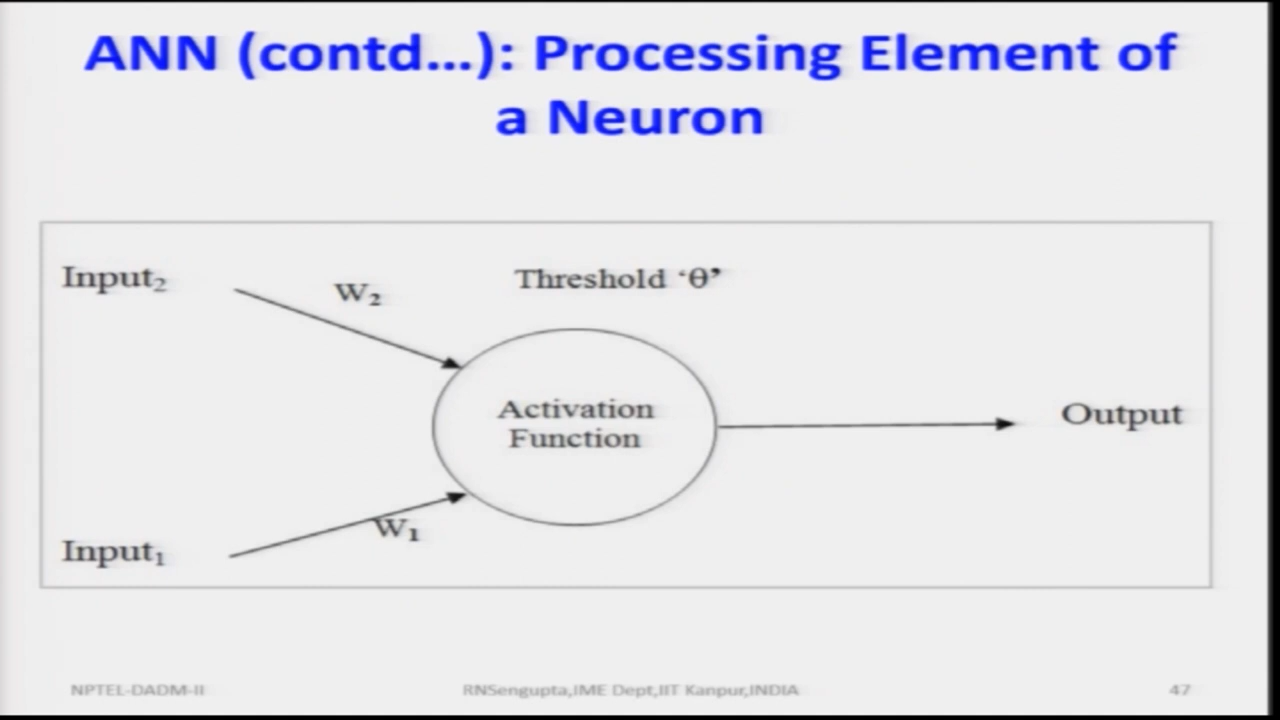 ANN (contd...): Processing Element of
a Neuron
Input₂
W₂
Threshold ‘θ’
Activation
Function
Output
W₁
Input₁
NPTEL-DADM-II
RNSengupta,IME Dept,IIT Kanpur,INDIA
47